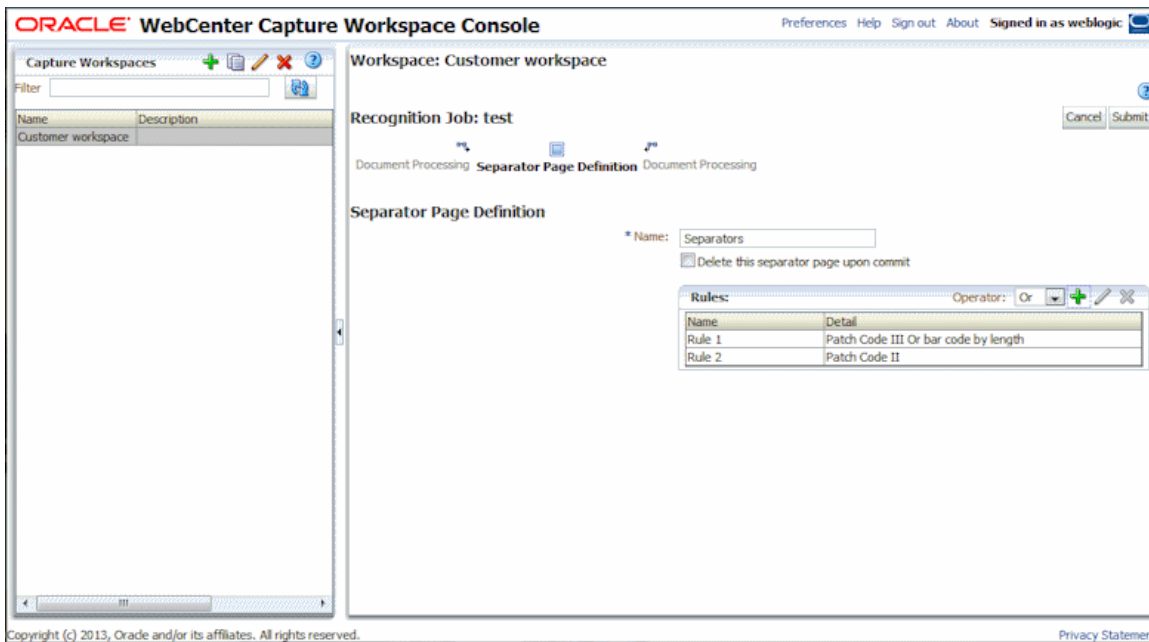 ORACLE® WebCenter Capture Workspace Console
Preferences Help Sign out About Signed in as weblogic
Capture Workspaces
Filter
Name Description
Customer workspace
Workspace: Customer workspace
Recognition Job: test
Cancel Submit
Document Processing Separator Page Definition Document Processing
Separator Page Definition
* Name: Separators
Delete this separator page upon commit
Rules: Operator: Or
Name Detail
Rule 1 Patch Code III Or bar code by length
Rule 2 Patch Code II
Copyright (c) 2013, Oracle and/or its affiliates. All rights reserved.
Privacy Statemen